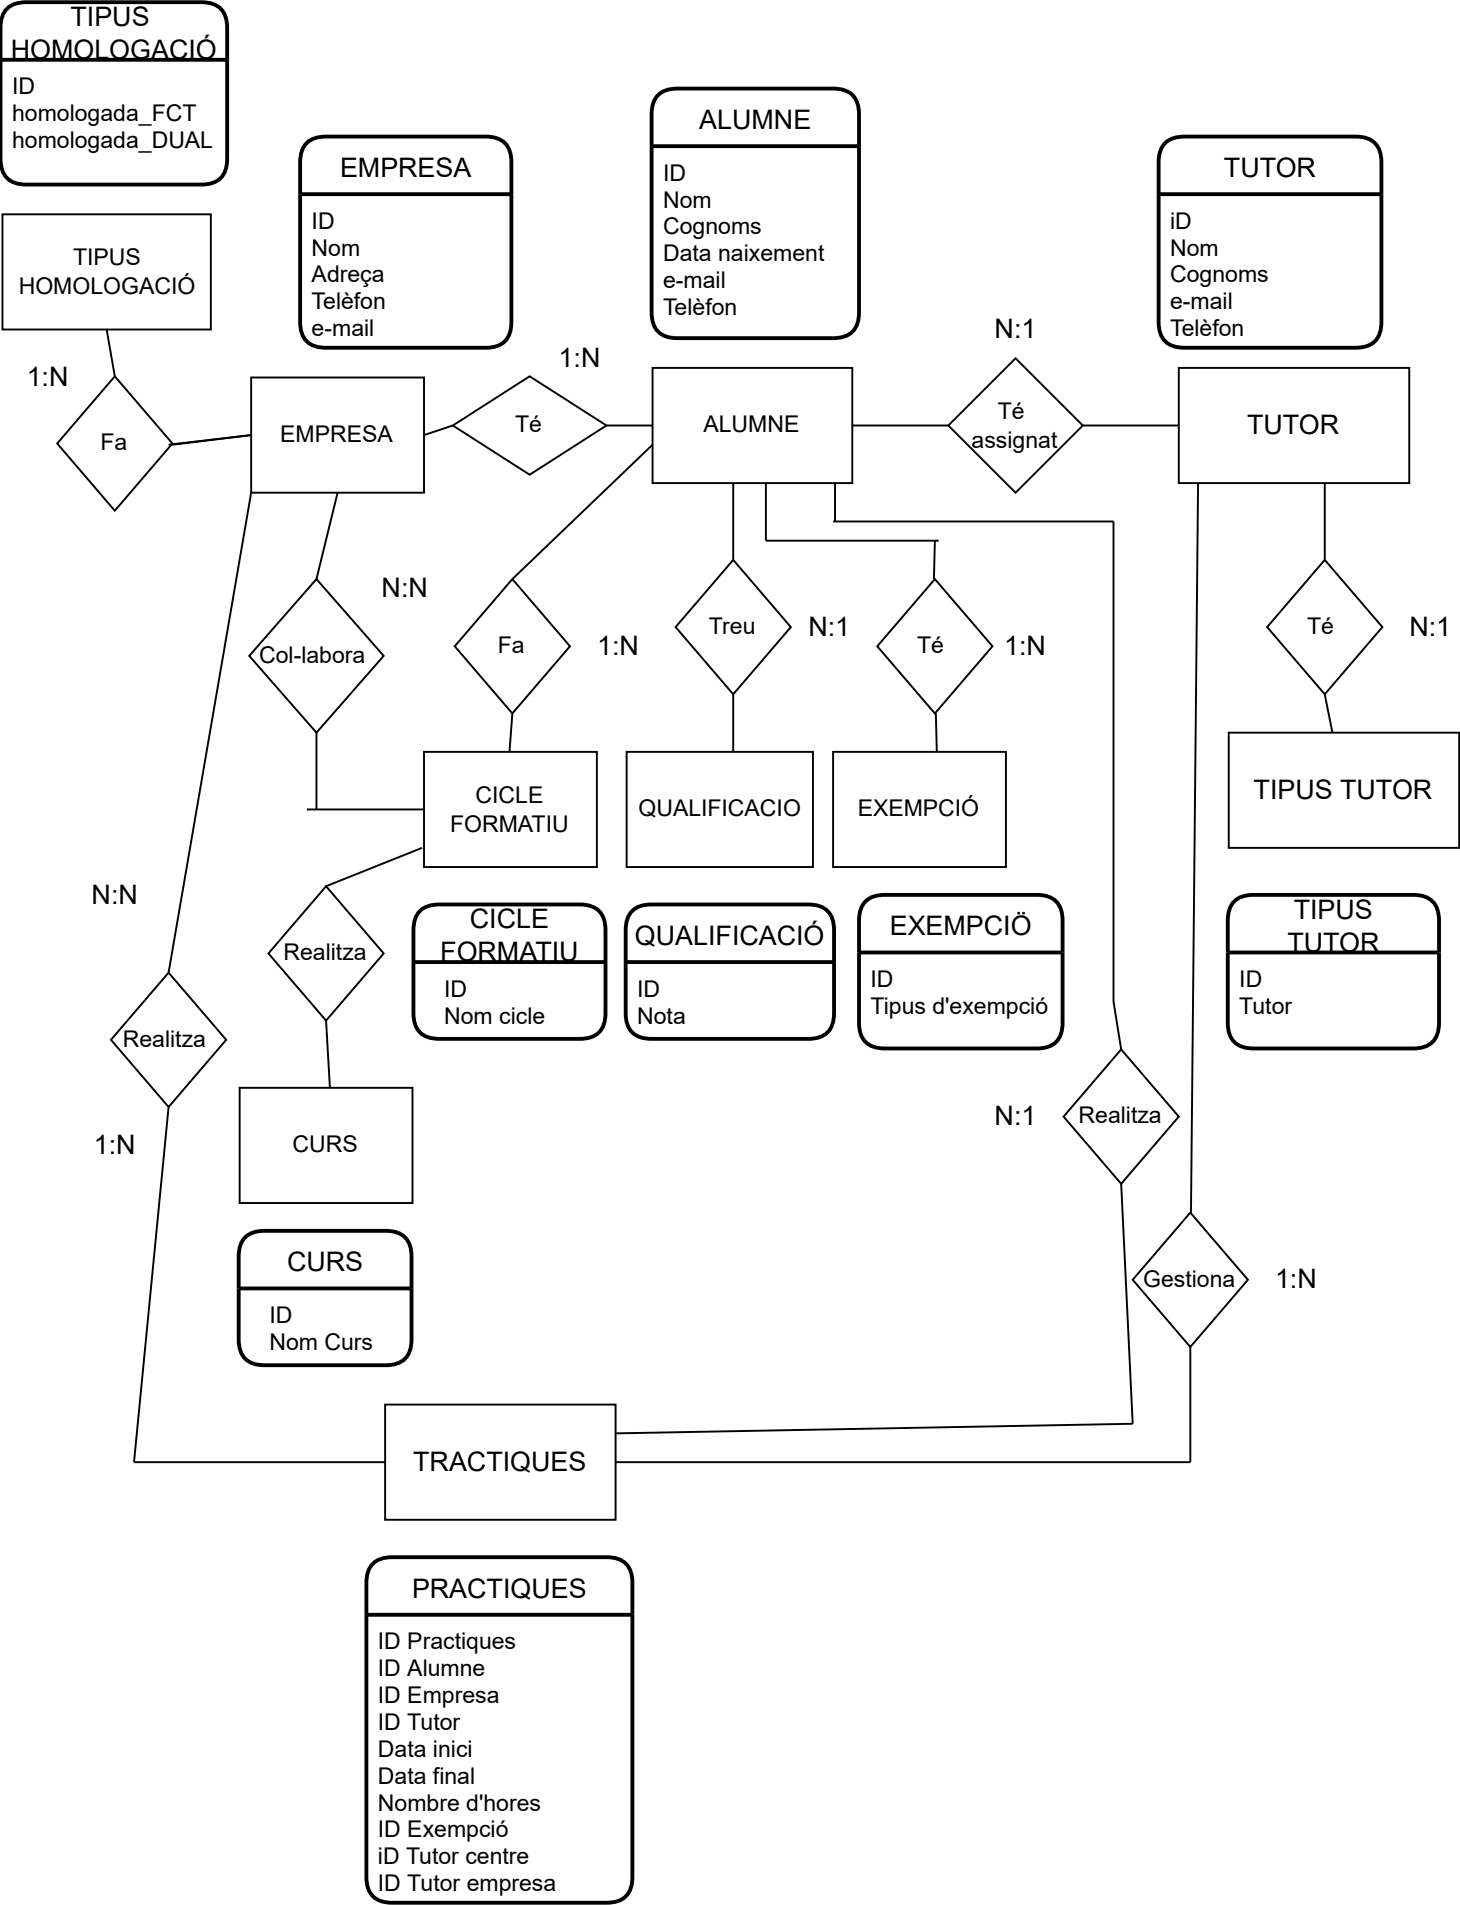 TIPUS
HOMOLOGACIÓ
ID
homologada_FCT
homologada_DUAL
ALUMNE
ID
Nom
Cognoms
Data naixement
e-mail
Telèfon
EMPRESA
ID
Nom
Adreça
Telèfon
e-mail
TUTOR
iD
Nom
Cognoms
e-mail
Telèfon
TIPUS
HOMOLOGACIÓ
1:N
Fa
EMPRESA
1:N
Té
ALUMNE
N:1
Té
assignat
TUTOR
Col-labora
N:N
Fa
1:N
Treu
N:1
Té
1:N
Té
N:1
CICLE
FORMATIU
QUALIFICACIO
EXEMPCIÓ
TIPUS TUTOR
N:N
Realitza
CICLE
FORMATIU
ID
Nom cicle
QUALIFICACIÓ
ID
Nota
EXEMPCIÖ
ID
Tipus d'exempció
TIPUS
TUTOR
ID
Tutor
Realitza
1:N
CURS
N:1
Realitza
CURS
ID
Nom Curs
Gestiona
1:N
TRACTIQUES
PRACTIQUES
ID Practiques
ID Alumne
ID Empresa
ID Tutor
Data inici
Data final
Nombre d'hores
ID Exempció
iD Tutor centre
ID Tutor empresa